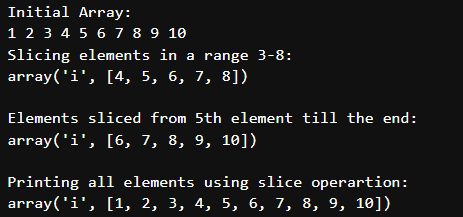 Initial Array:
1 2 3 4 5 6 7 8 9 10
Slicing elements in a range 3-8:
array('i', [4, 5, 6, 7, 8])
Elements sliced from 5th element till the end:
array('i', [6, 7, 8, 9, 10])
Printing all elements using slice operartion:
array('i', [1, 2, 3, 4, 5, 6, 7, 8, 9, 10])